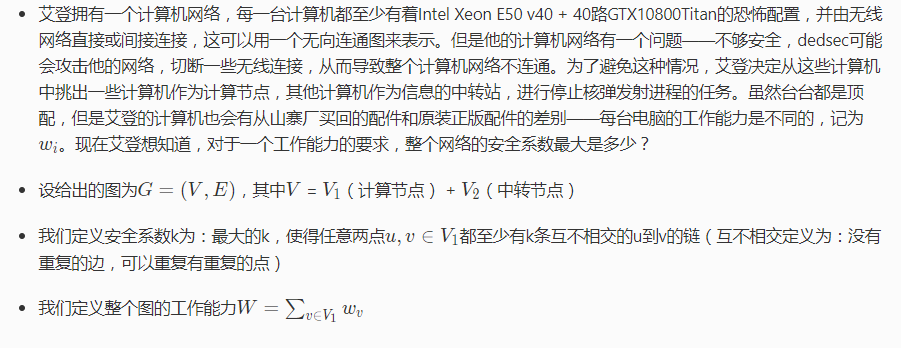 艾登拥有一个计算机网络，每一台计算机都至少有着Intel Xeon E50 v40 + 40路GTX10800Titan的恐怖配置，并由无线
网络直接或间接连接，这可以用一个无向连通图来表示。但是他的计算机网络有一个问题——不够安全，dedsec可能
会攻击他的网络，切断一些无线连接，从而导致整个计算机网络不连通。为了避免这种情况，艾登决定从这些计算机
中挑出一些计算机作为计算节点，其他计算机作为信息的中转站，进行停止核弹发射进程的任务。虽然台台都是顶
配，但是艾登的计算机也会有从山寨厂买回的配件和原装正版配件的差别——每台电脑的工作能力是不同的，记为
w_i。现在艾登想知道，对于一个工作能力的要求，整个网络的安全系数最大是多少？
设给出的图为G = (V, E)，其中V = V_1（计算节点） + V_2（中转节点）
我们定义安全系数k为：最大的k，使得任意两点u, v ∈ V_1都至少有k条互不相交的u到v的链（互不相交定义为：没有
重复的边，可以重复有重复的点）
我们定义整个图的工作能力W = ∑_{v∈V_1} w_v